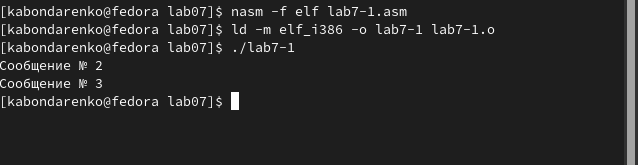 [kabondarenko@fedora lab07]$ nasm -f elf lab7-1.asm
[kabondarenko@fedora lab07]$ ld -m elf_i386 -o lab7-1 lab7-1.o
[kabondarenko@fedora lab07]$ ./lab7-1
Сообщение № 2
Сообщение № 3
[kabondarenko@fedora lab07]$